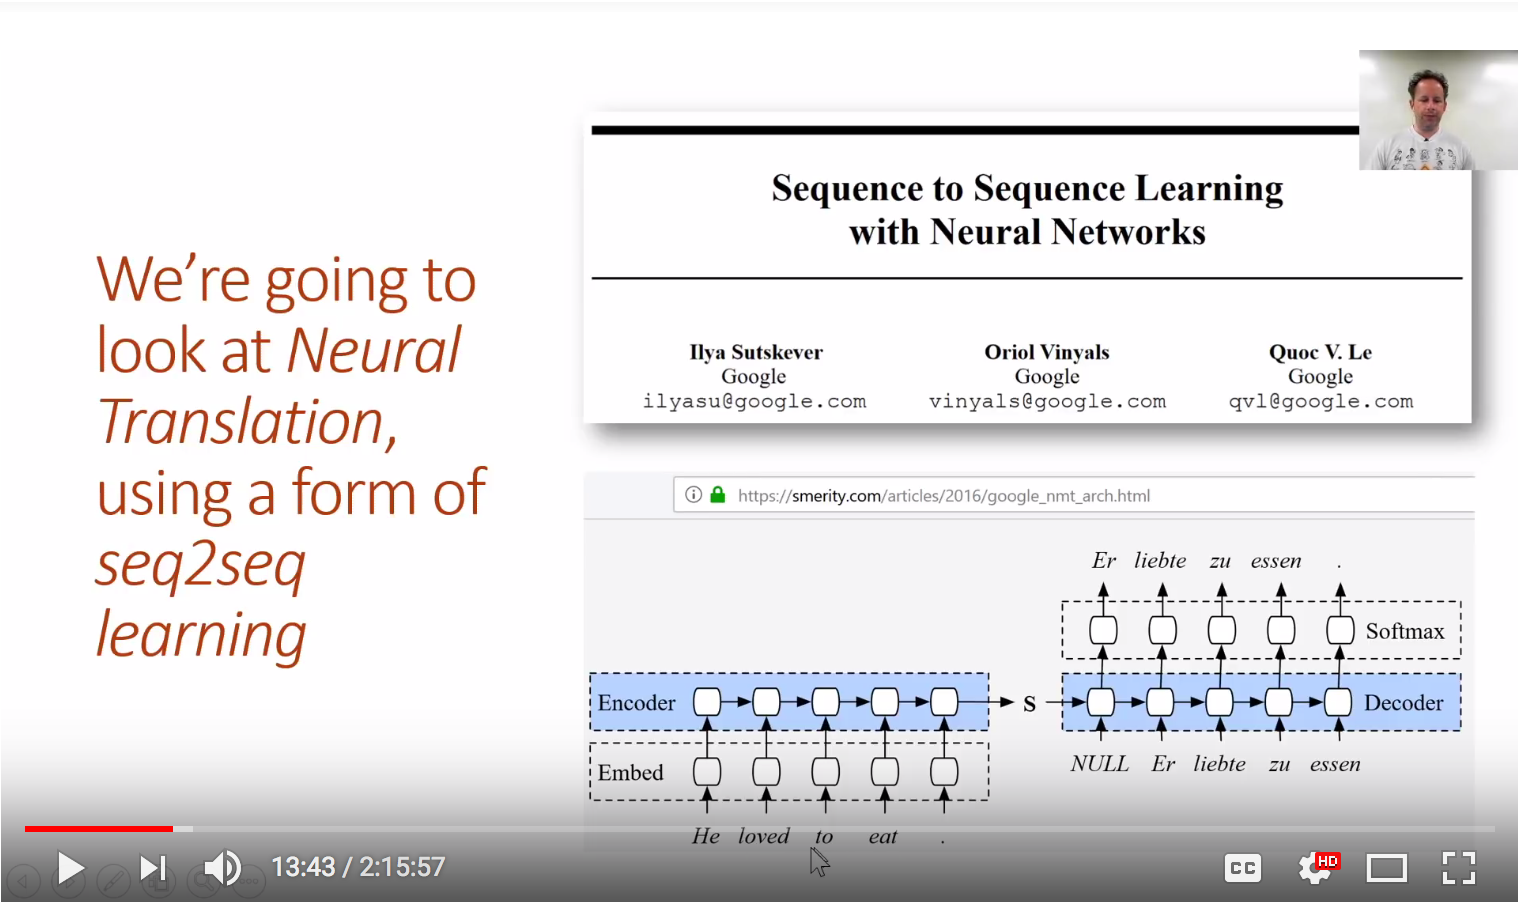 We're going to
look at Neural
Translation,
using a form of
seq2seq
learning
Sequence to Sequence Learning
with Neural Networks
Ilya Sutskever
Google
ilyasu@google.com
Oriol Vinyals
Google
vinyals@google.com
Quoc V. Le
Google
qvl@google.com
https://smerity.com/articles/2016/google_nmt_arch.html
Er liebte zu essen .
Softmax
Encoder
S
Decoder
Embed
NULL Er liebte zu essen
He loved to eat .
13:43 / 2:15:57
CC
HD